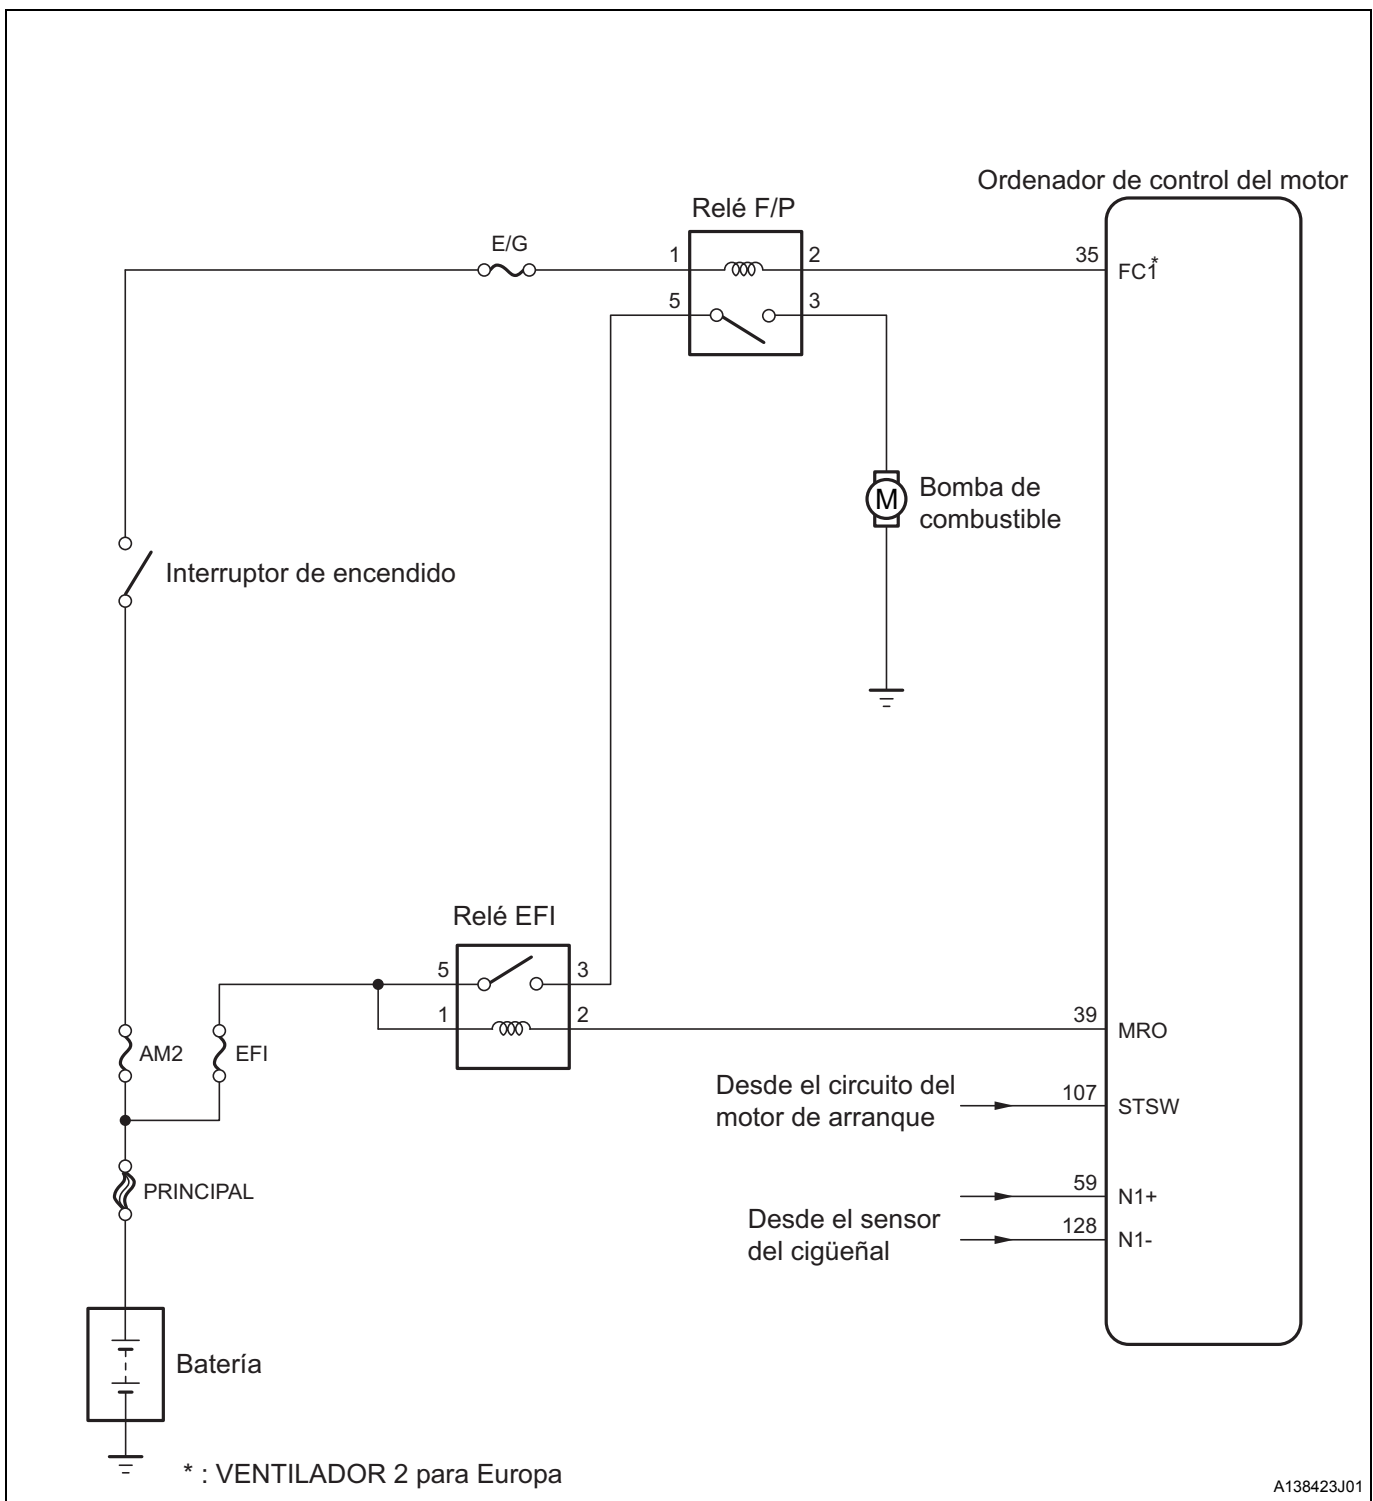 Ordenador de control del motor
Relé F/P
E/G
1
2
35
FC1*
5
3
Bomba de
combustible
M
Interruptor de encendido
Relé EFI
5
3
1
2
39
MRO
AM2
EFI
Desde el circuito del
motor de arranque
107
STSW
PRINCIPAL
59
N1+
Desde el sensor
del cigüeñal
128
N1-
Batería
* : VENTILADOR 2 para Europa
A138423J01